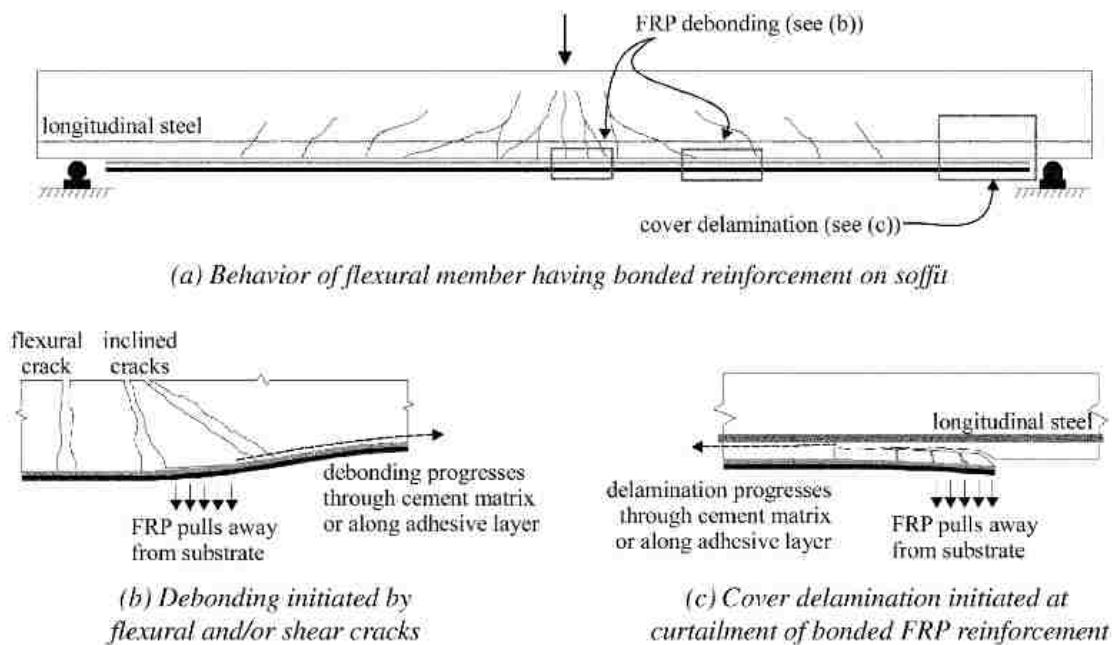 FRP debonding (see (b))
longitudinal steel
cover delamination (see (c))
(a) Behavior of flexural member having bonded reinforcement on soffit
flexural
crack
inclined
cracks
debonding progresses
through cement matrix
or along adhesive layer
FRP pulls away
from substrate
(b) Debonding initiated by
flexural and/or shear cracks
longitudinal steel
delamination progresses
through cement matrix
or along adhesive layer
FRP pulls away
from substrate
(c) Cover delamination initiated at
curtailment of bonded FRP reinforcement